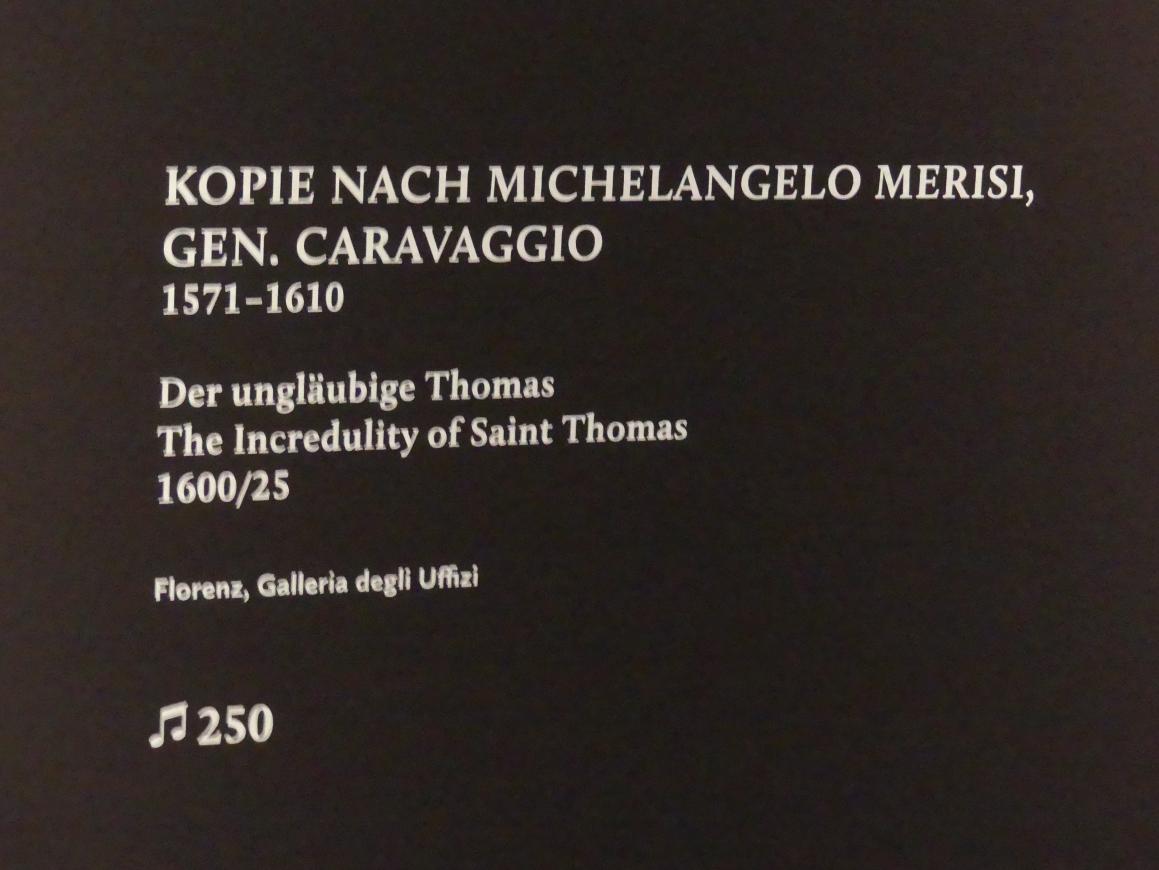 KOPIE NACH MICHELANGELO MERISI,
GEN. CARAVAGGIO
1571–1610
Der ungläubige Thomas
The Incredulity of Saint Thomas
1600/25
Florenz, Galleria degli Uffizi
♫ 250